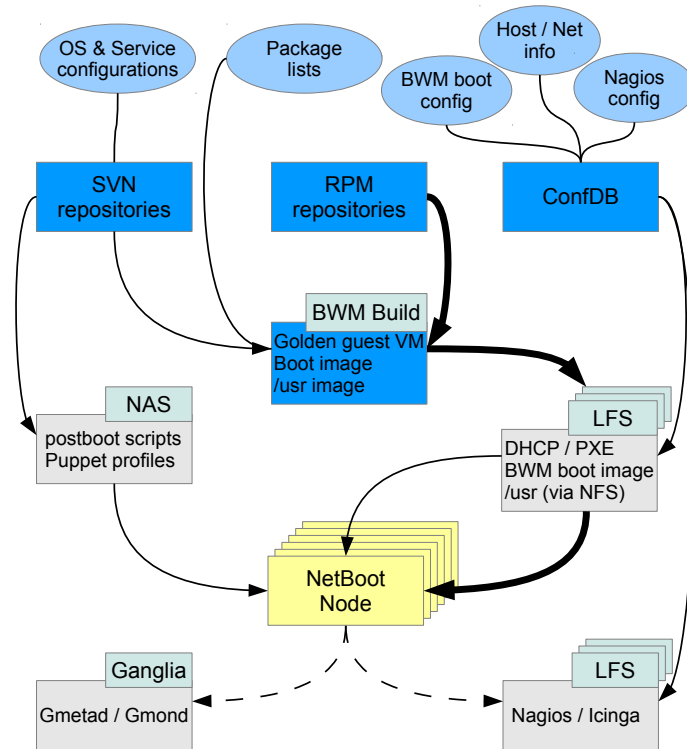 OS & Service
configurations
Package
lists
Host / Net
info
BWM boot
config
Nagios
config
SVN
repositories
RPM
repositories
ConfDB
BWM Build
Golden guest VM
Boot image
/usr image
NAS
postboot scripts
Puppet profiles
LFS
DHCP / PXE
BWM boot image
/usr (via NFS)
NetBoot
Node
Ganglia
Gmetad / Gmond
LFS
Nagios / Icinga